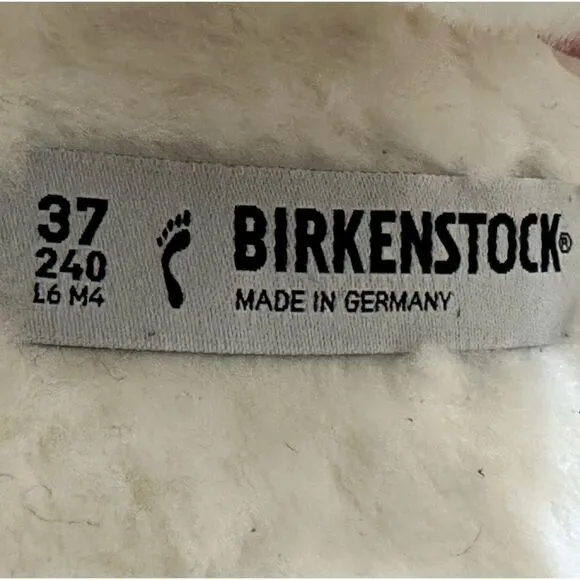 37
240
L6 M4
BIRKENSTOCK®
MADE IN GERMANY